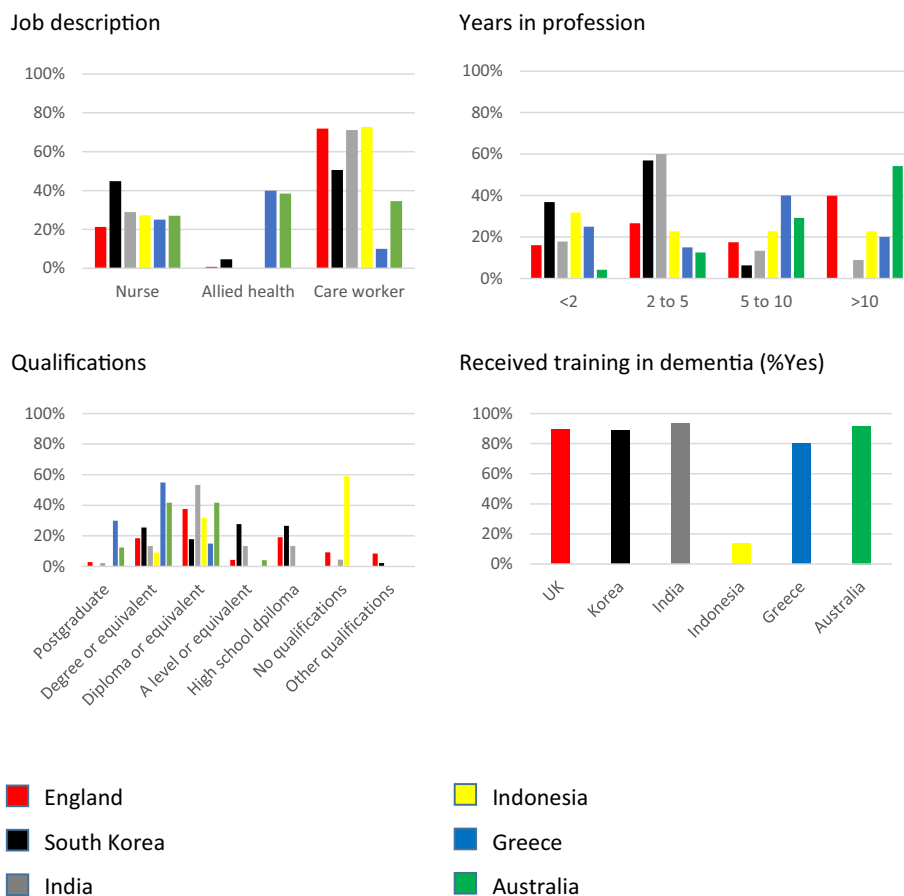 Job description
Years in profession
100%
80%
60%
40%
20%
0%
Nurse
Allied health
Care worker
100%
80%
60%
40%
20%
0%
<2
2 to 5
5 to 10
>10
Qualifications
Received training in dementia (%Yes)
100%
80%
60%
40%
20%
0%
Postgraduate
Degree or equivalent
Diploma or equivalent
A level or equivalent
High school dploma
No qualifications
Other qualifications
100%
80%
60%
40%
20%
0%
UK
Korea
India
Indonesia
Greece
Australia
England
South Korea
India
Indonesia
Greece
Australia